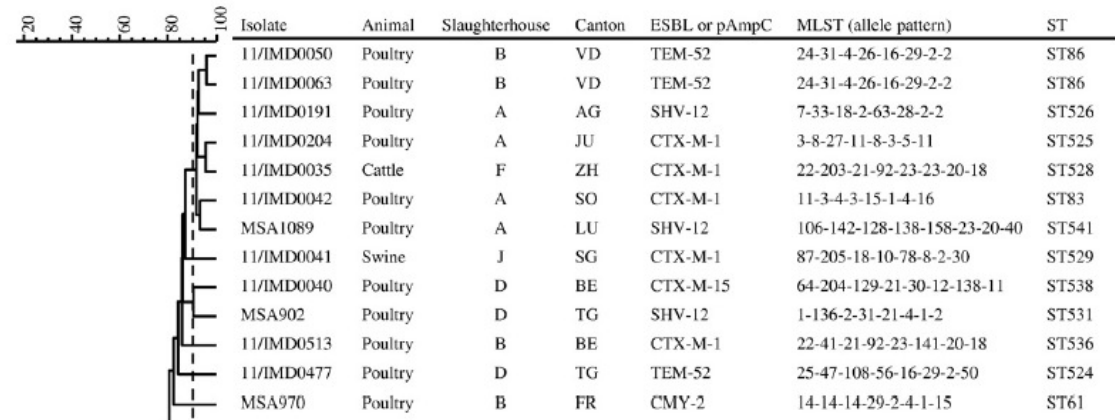 20 40 60 80 100 Isolate Animal Slaughterhouse Canton ESBL or pAmpC MLST (allele pattern) ST
11/IMD0050 Poultry B VD TEM-52 24-31-4-26-16-29-2-2 ST86
11/IMD0063 Poultry B VD TEM-52 24-31-4-26-16-29-2-2 ST86
11/IMD0191 Poultry A AG SHV-12 7-33-18-2-63-28-2-2 ST526
11/IMD0204 Poultry A JU CTX-M-1 3-8-27-11-8-3-5-11 ST525
11/IMD0035 Cattle F ZH CTX-M-1 22-203-21-92-23-23-20-18 ST528
11/IMD0042 Poultry A SO CTX-M-1 11-3-4-3-15-1-4-16 ST83
MSA1089 Poultry A LU SHV-12 106-142-128-138-158-23-20-40 ST541
11/IMD0041 Swine J SG CTX-M-1 87-205-18-10-78-8-2-30 ST529
11/IMD0040 Poultry D BE CTX-M-15 64-204-129-21-30-12-138-11 ST538
MSA902 Poultry D TG SHV-12 1-136-2-31-21-4-1-2 ST531
11/IMD0513 Poultry B BE CTX-M-1 22-41-21-92-23-141-20-18 ST536
11/IMD0477 Poultry D TG TEM-52 25-47-108-56-16-29-2-50 ST524
MSA970 Poultry B FR CMY-2 14-14-14-29-2-4-1-15 ST61